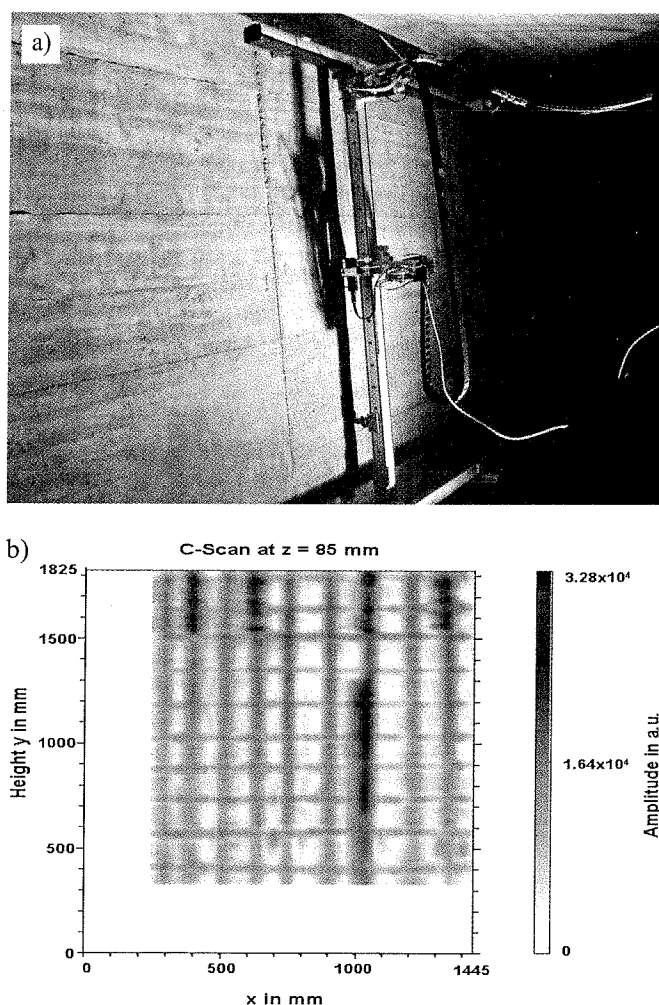 a)
b)
C-Scan at z = 85 mm
1825
1500
1000
500
0
Height y in mm
0
500
1000
1445
x in mm
3.28x10⁴
1.64x10⁴
0
Amplitude in a.u.